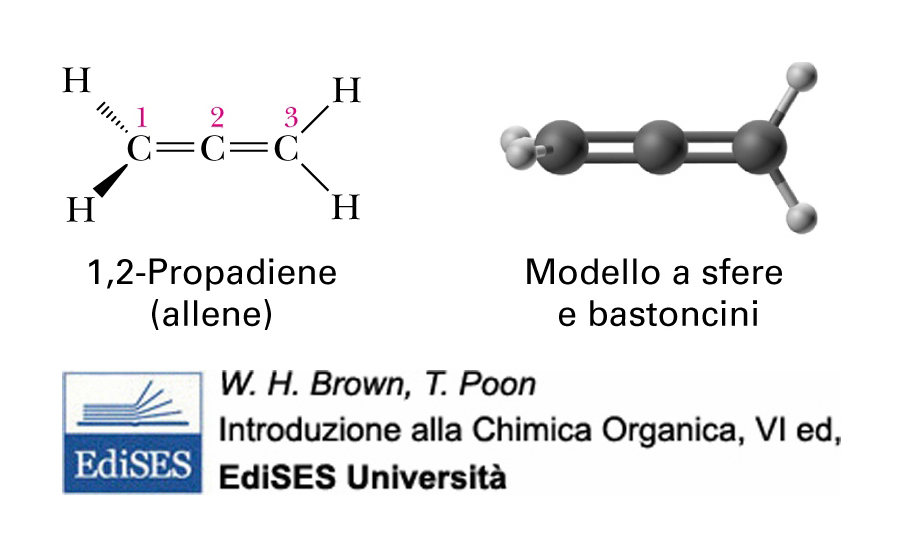 H
H
1 2 3
C=C=C
H
H
1,2-Propadiene
(allene)
Modello a sfere
e bastoncini
EdiSES
W. H. Brown, T. Poon
Introduzione alla Chimica Organica, VI ed,
EdiSES Università